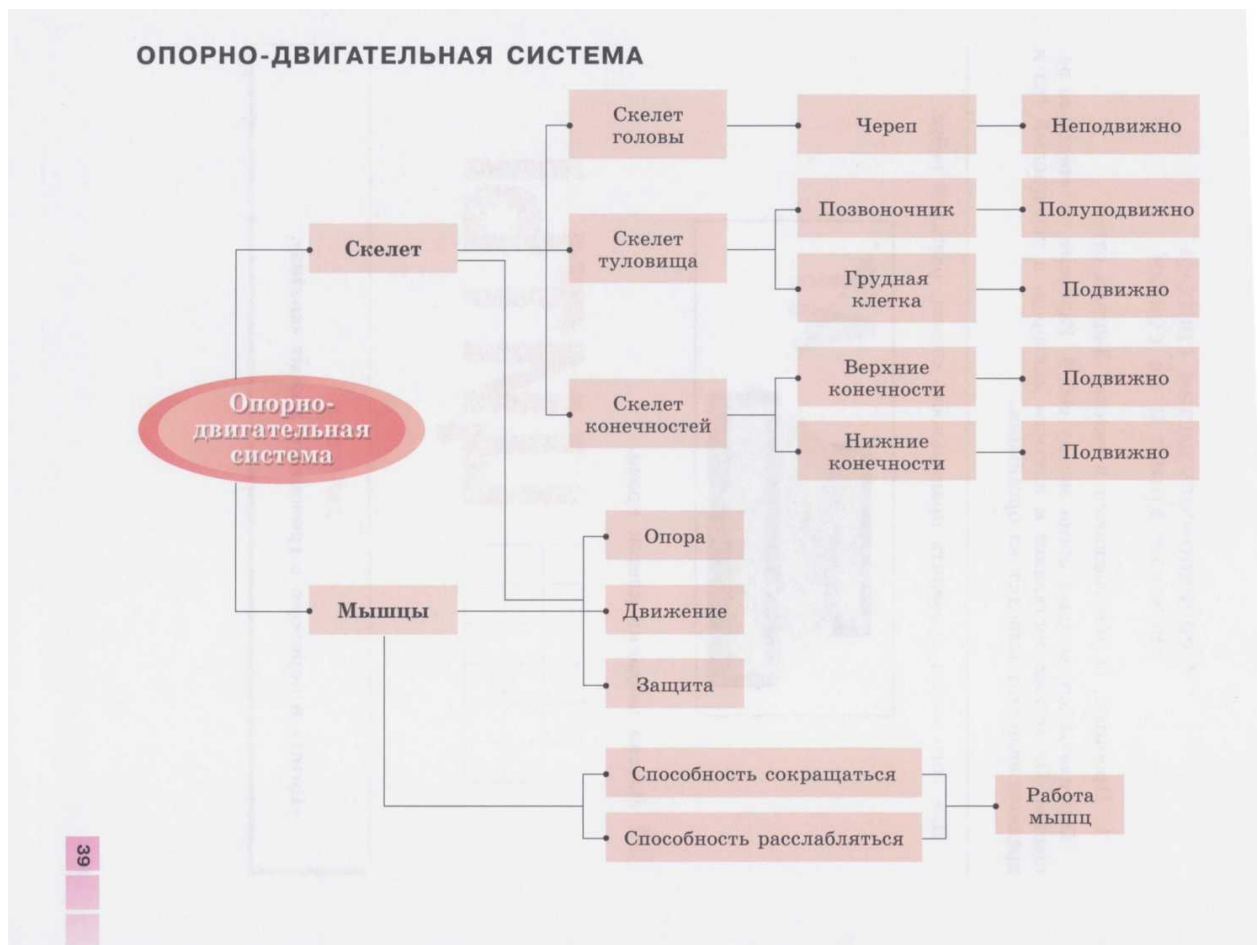 ОПОРНО-ДВИГАТЕЛЬНАЯ СИСТЕМА
Скелет
головы
Череп
Неподвижно
Скелет
Скелет
туловища
Позвоночник
Полуподвижно
Грудная
клетка
Подвижно
Скелет
конечностей
Верхние
конечности
Подвижно
Нижние
конечности
Подвижно
Опорно-
двигательная
система
Мышцы
Опора
Движение
Защита
Способность сокращаться
Способность расслабляться
Работа
мышц
39